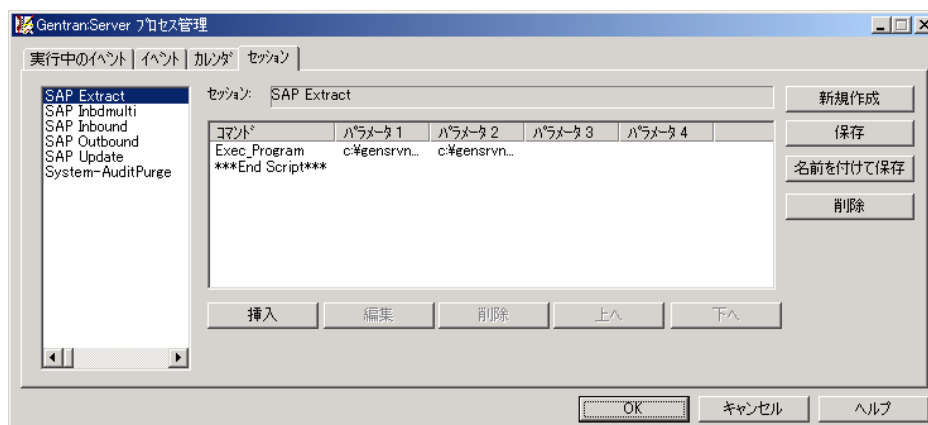 Gentran:Server プロセス管理
実行中のイベント イベント カレンダ セッション
SAP Extract
SAP Inbdmulti
SAP Inbound
SAP Outbound
SAP Update
System-AuditPurge
セッション: SAP Extract
コマンド パラメータ 1 パラメータ 2 パラメータ 3 パラメータ 4
Exec_Program c:¥gensrvn... c:¥gensrvn...
***End Script***
新規作成
保存
名前を付けて保存
削除
挿入 編集 削除 上へ 下へ
OK キャンセル ヘルプ